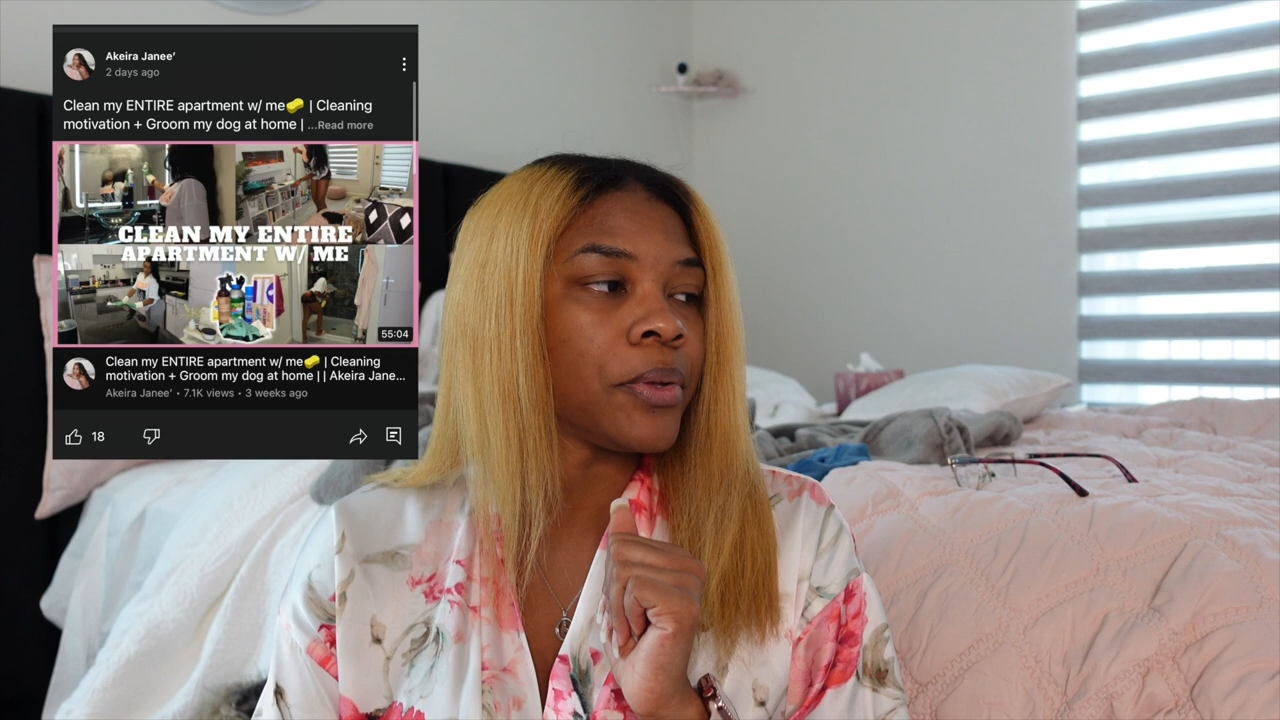 Akeira Janee’
2 days ago
Clean my ENTIRE apartment w/ me🧽 | Cleaning
motivation + Groom my dog at home | ...Read more
CLEAN MY ENTIRE
APARTMENT W/ ME
55:04
Clean my ENTIRE apartment w/ me🧽 | Cleaning
motivation + Groom my dog at home | | Akeira Jane...
Akeira Janee’ • 7.1K views • 3 weeks ago
18